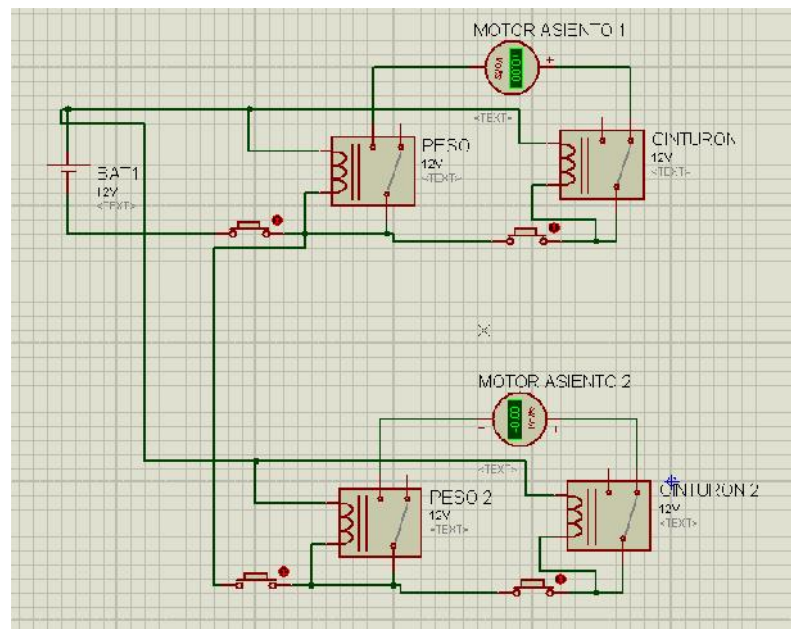 MOTOR ASIENTO 1
+
<TEXT>
PESO
12V
<TEXT>
CINTURON
12V
<TEXT>
BAT1
12V
<TEXT>
MOTOR ASIENTO 2
-
+
<TEXT>
PESO 2
12V
<TEXT>
CINTURON 2
12V
<TEXT>